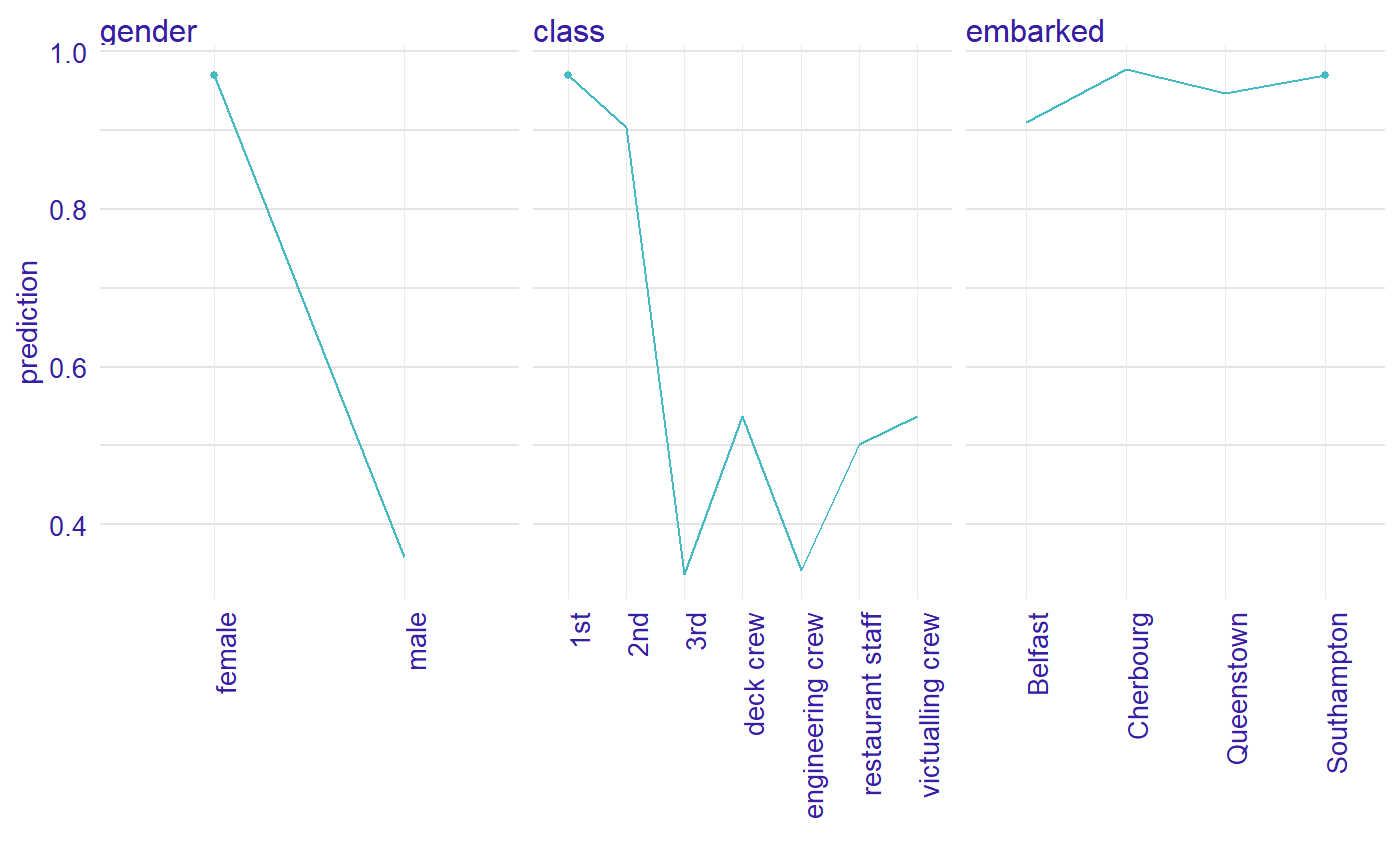 gender
class
embarked
prediction
1.0
0.8
0.6
0.4
female
male
1st
2nd
3rd
deck crew
engineering crew
restaurant staff
victualling crew
Belfast
Cherbourg
Queenstown
Southampton